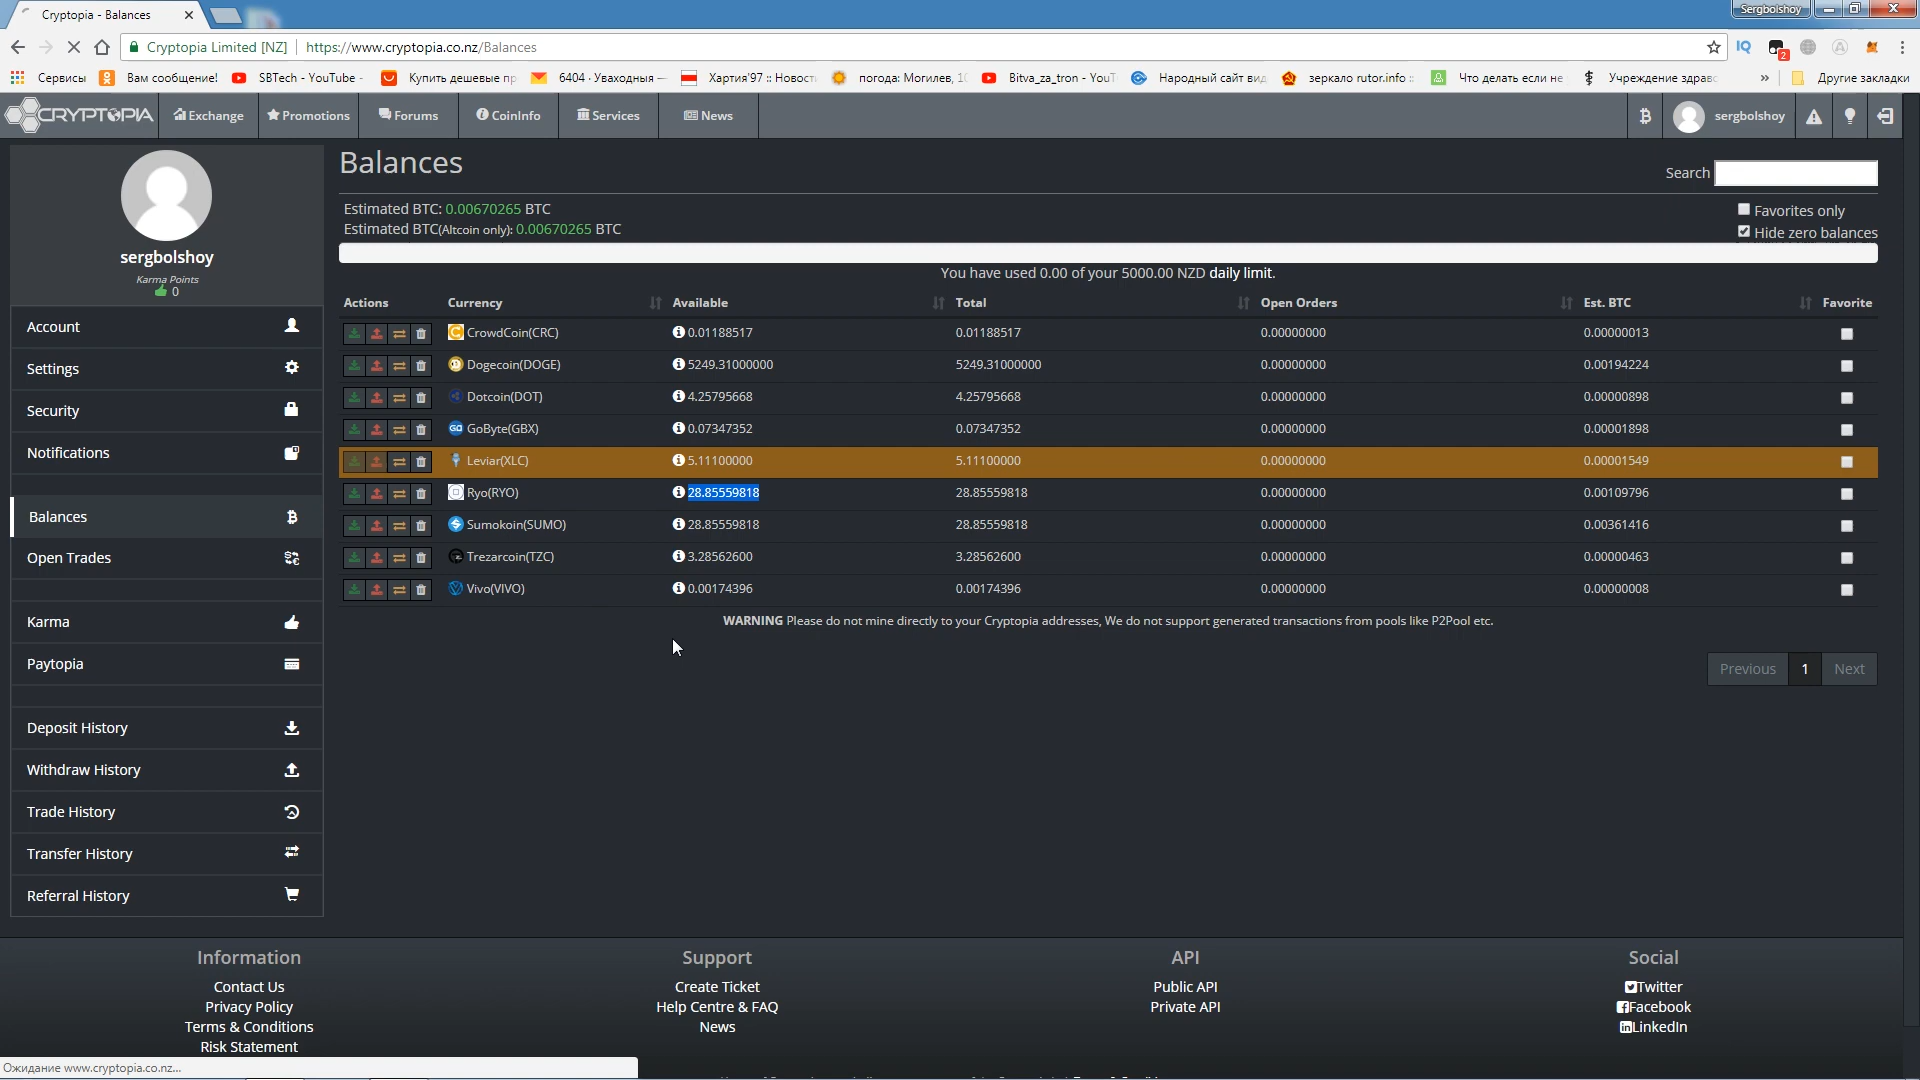 Cryptopia - Balances
Sergbolshoy
Cryptopia Limited [NZ] https://www.cryptopia.co.nz/Balances
IQ
2
Сервисы Вам сообщение! SBTech - YouTube - Купить дешевые пр 6404 · Уваходныя — Хартия'97 :: Новост погода: Могилев, 10 Bitva_za_tron - YouT Народный сайт вид зеркало rutor.info :: Что делать если не Учреждение здравс » Другие закладки
CRYPTOPIA Exchange Promotions Forums CoinInfo Services News sergbolshoy
sergbolshoy
Karma Points
0
Account
Settings
Security
Notifications
Balances
Open Trades
Karma
Paytopia
Deposit History
Withdraw History
Trade History
Transfer History
Referral History
Balances
Search
Estimated BTC: 0.00670265 BTC
Estimated BTC(Altcoin only): 0.00670265 BTC
Favorites only
Hide zero balances
You have used 0.00 of your 5000.00 NZD daily limit.
Actions Currency Available Total Open Orders Est. BTC Favorite
CrowdCoin(CRC) 0.01188517 0.01188517 0.00000000 0.00000013
Dogecoin(DOGE) 5249.31000000 5249.31000000 0.00000000 0.00194224
Dotcoin(DOT) 4.25795668 4.25795668 0.00000000 0.00000898
GoByte(GBX) 0.07347352 0.07347352 0.00000000 0.00001898
Leviar(XLC) 5.11100000 5.11100000 0.00000000 0.00001549
Ryo(RYO) 28.85559818 28.85559818 0.00000000 0.00109796
Sumokoin(SUMO) 28.85559818 28.85559818 0.00000000 0.00361416
Trezarcoin(TZC) 3.28562600 3.28562600 0.00000000 0.00000463
Vivo(VIVO) 0.00174396 0.00174396 0.00000000 0.00000008
WARNING Please do not mine directly to your Cryptopia addresses, We do not support generated transactions from pools like P2Pool etc.
Previous 1 Next
Information
Contact Us
Privacy Policy
Terms & Conditions
Risk Statement
Support
Create Ticket
Help Centre & FAQ
News
API
Public API
Private API
Social
Twitter
Facebook
LinkedIn
Ожидание www.cryptopia.co.nz...